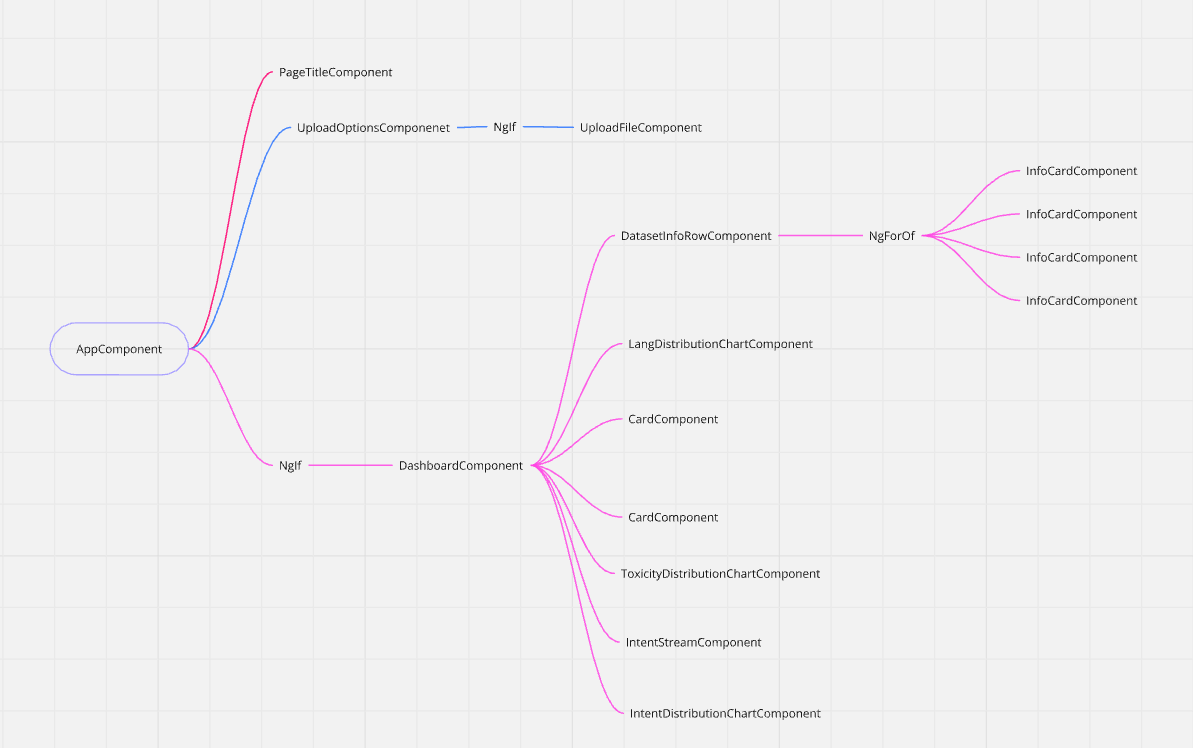 PageTitleComponent
UploadOptionsComponenet
NgIf
UploadFileComponent
InfoCardComponent
InfoCardComponent
DatasetInfoRowComponent
NgForOf
InfoCardComponent
InfoCardComponent
AppComponent
LangDistributionChartComponent
CardComponent
NgIf
DashboardComponent
CardComponent
ToxicityDistributionChartComponent
IntentStreamComponent
IntentDistributionChartComponent